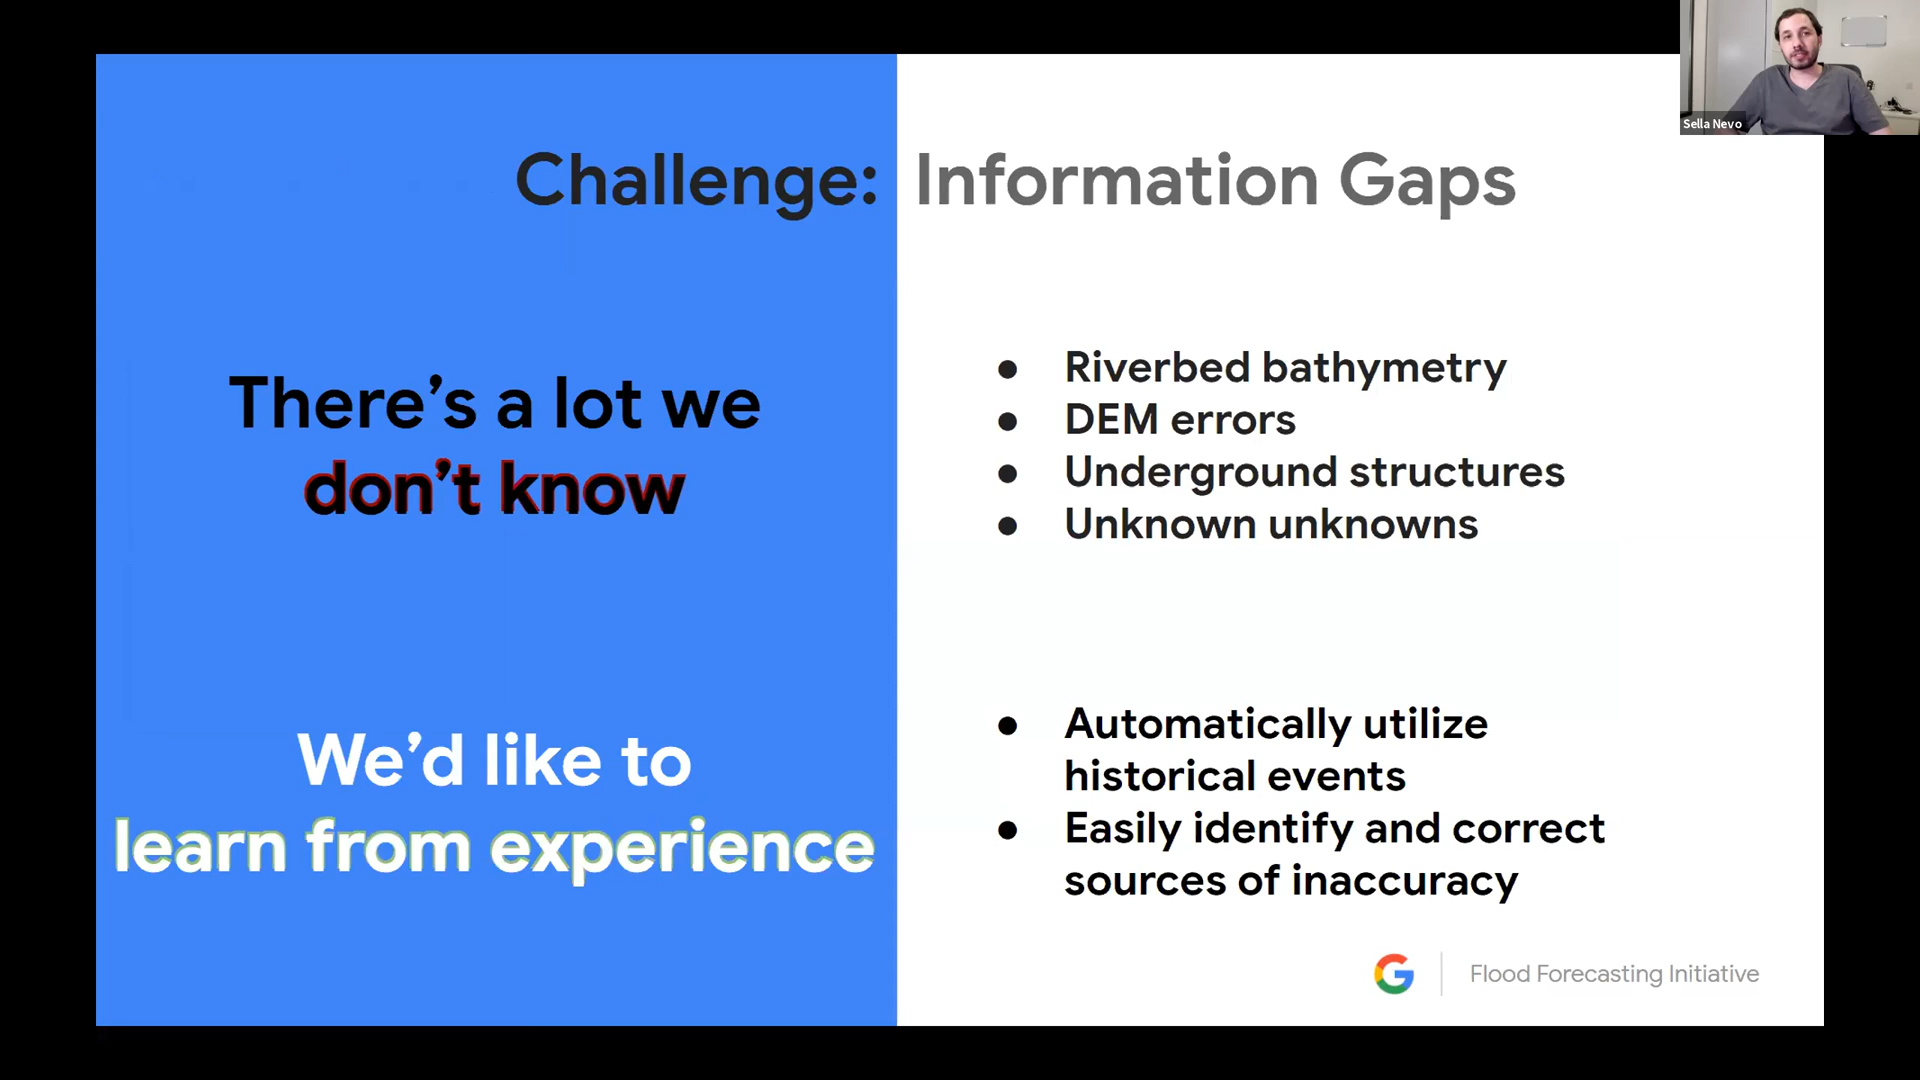 Sella Nevo
Challenge: Information Gaps
There's a lot we
don't know
● Riverbed bathymetry
● DEM errors
● Underground structures
● Unknown unknowns
We'd like to
learn from experience
● Automatically utilize
historical events
● Easily identify and correct
sources of inaccuracy
G | Flood Forecasting Initiative